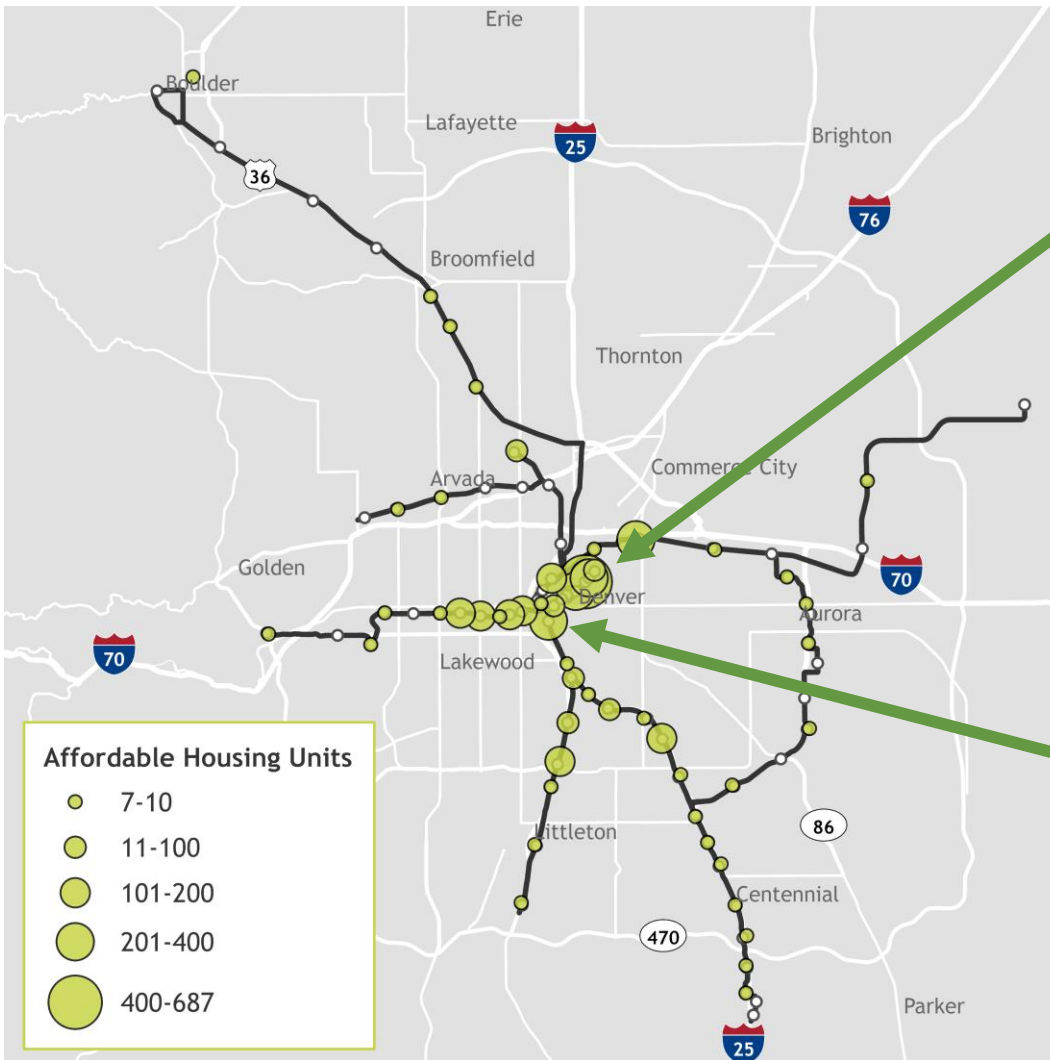 Erie
Boulder
Lafayette
25
Brighton
36
76
Broomfield
Thornton
Commerce City
Arvada
Golden
70
Denver
Aurora
70
Lakewood
Affordable Housing Units
7-10
11-100
101-200
201-400
400-687
Littleton
86
Centennial
470
Parker
25